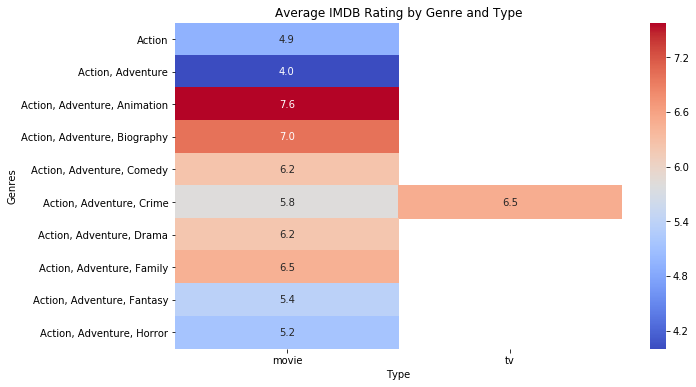 Average IMDB Rating by Genre and Type
Genres
Action
4.9
Action, Adventure
4.0
Action, Adventure, Animation
7.6
Action, Adventure, Biography
7.0
Action, Adventure, Comedy
6.2
Action, Adventure, Crime
5.8
6.5
Action, Adventure, Drama
6.2
Action, Adventure, Family
6.5
Action, Adventure, Fantasy
5.4
Action, Adventure, Horror
5.2
movie
tv
Type
7.2
6.6
6.0
5.4
4.8
4.2